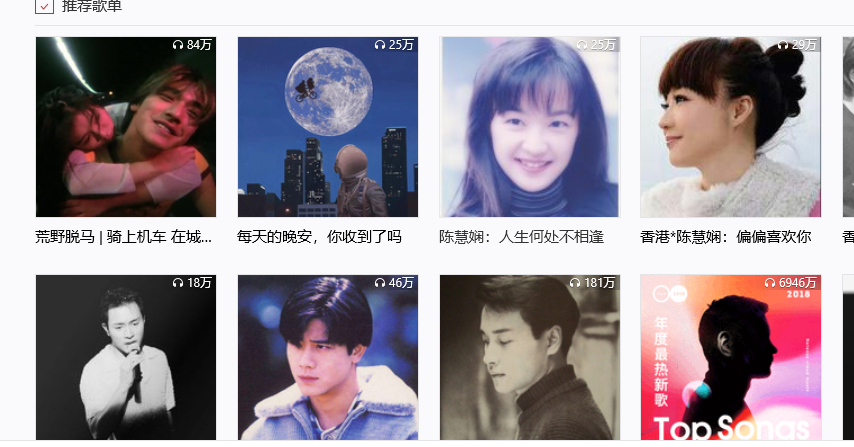 推荐歌单
84万
25万
25万
29万
荒野脱马 | 骑上机车 在城...
每天的晚安，你收到了吗
陈慧娴：人生何处不相逢
香港*陈慧娴：偏偏喜欢你
18万
46万
181万
6946万
2018
年度最热新歌
Top Songs